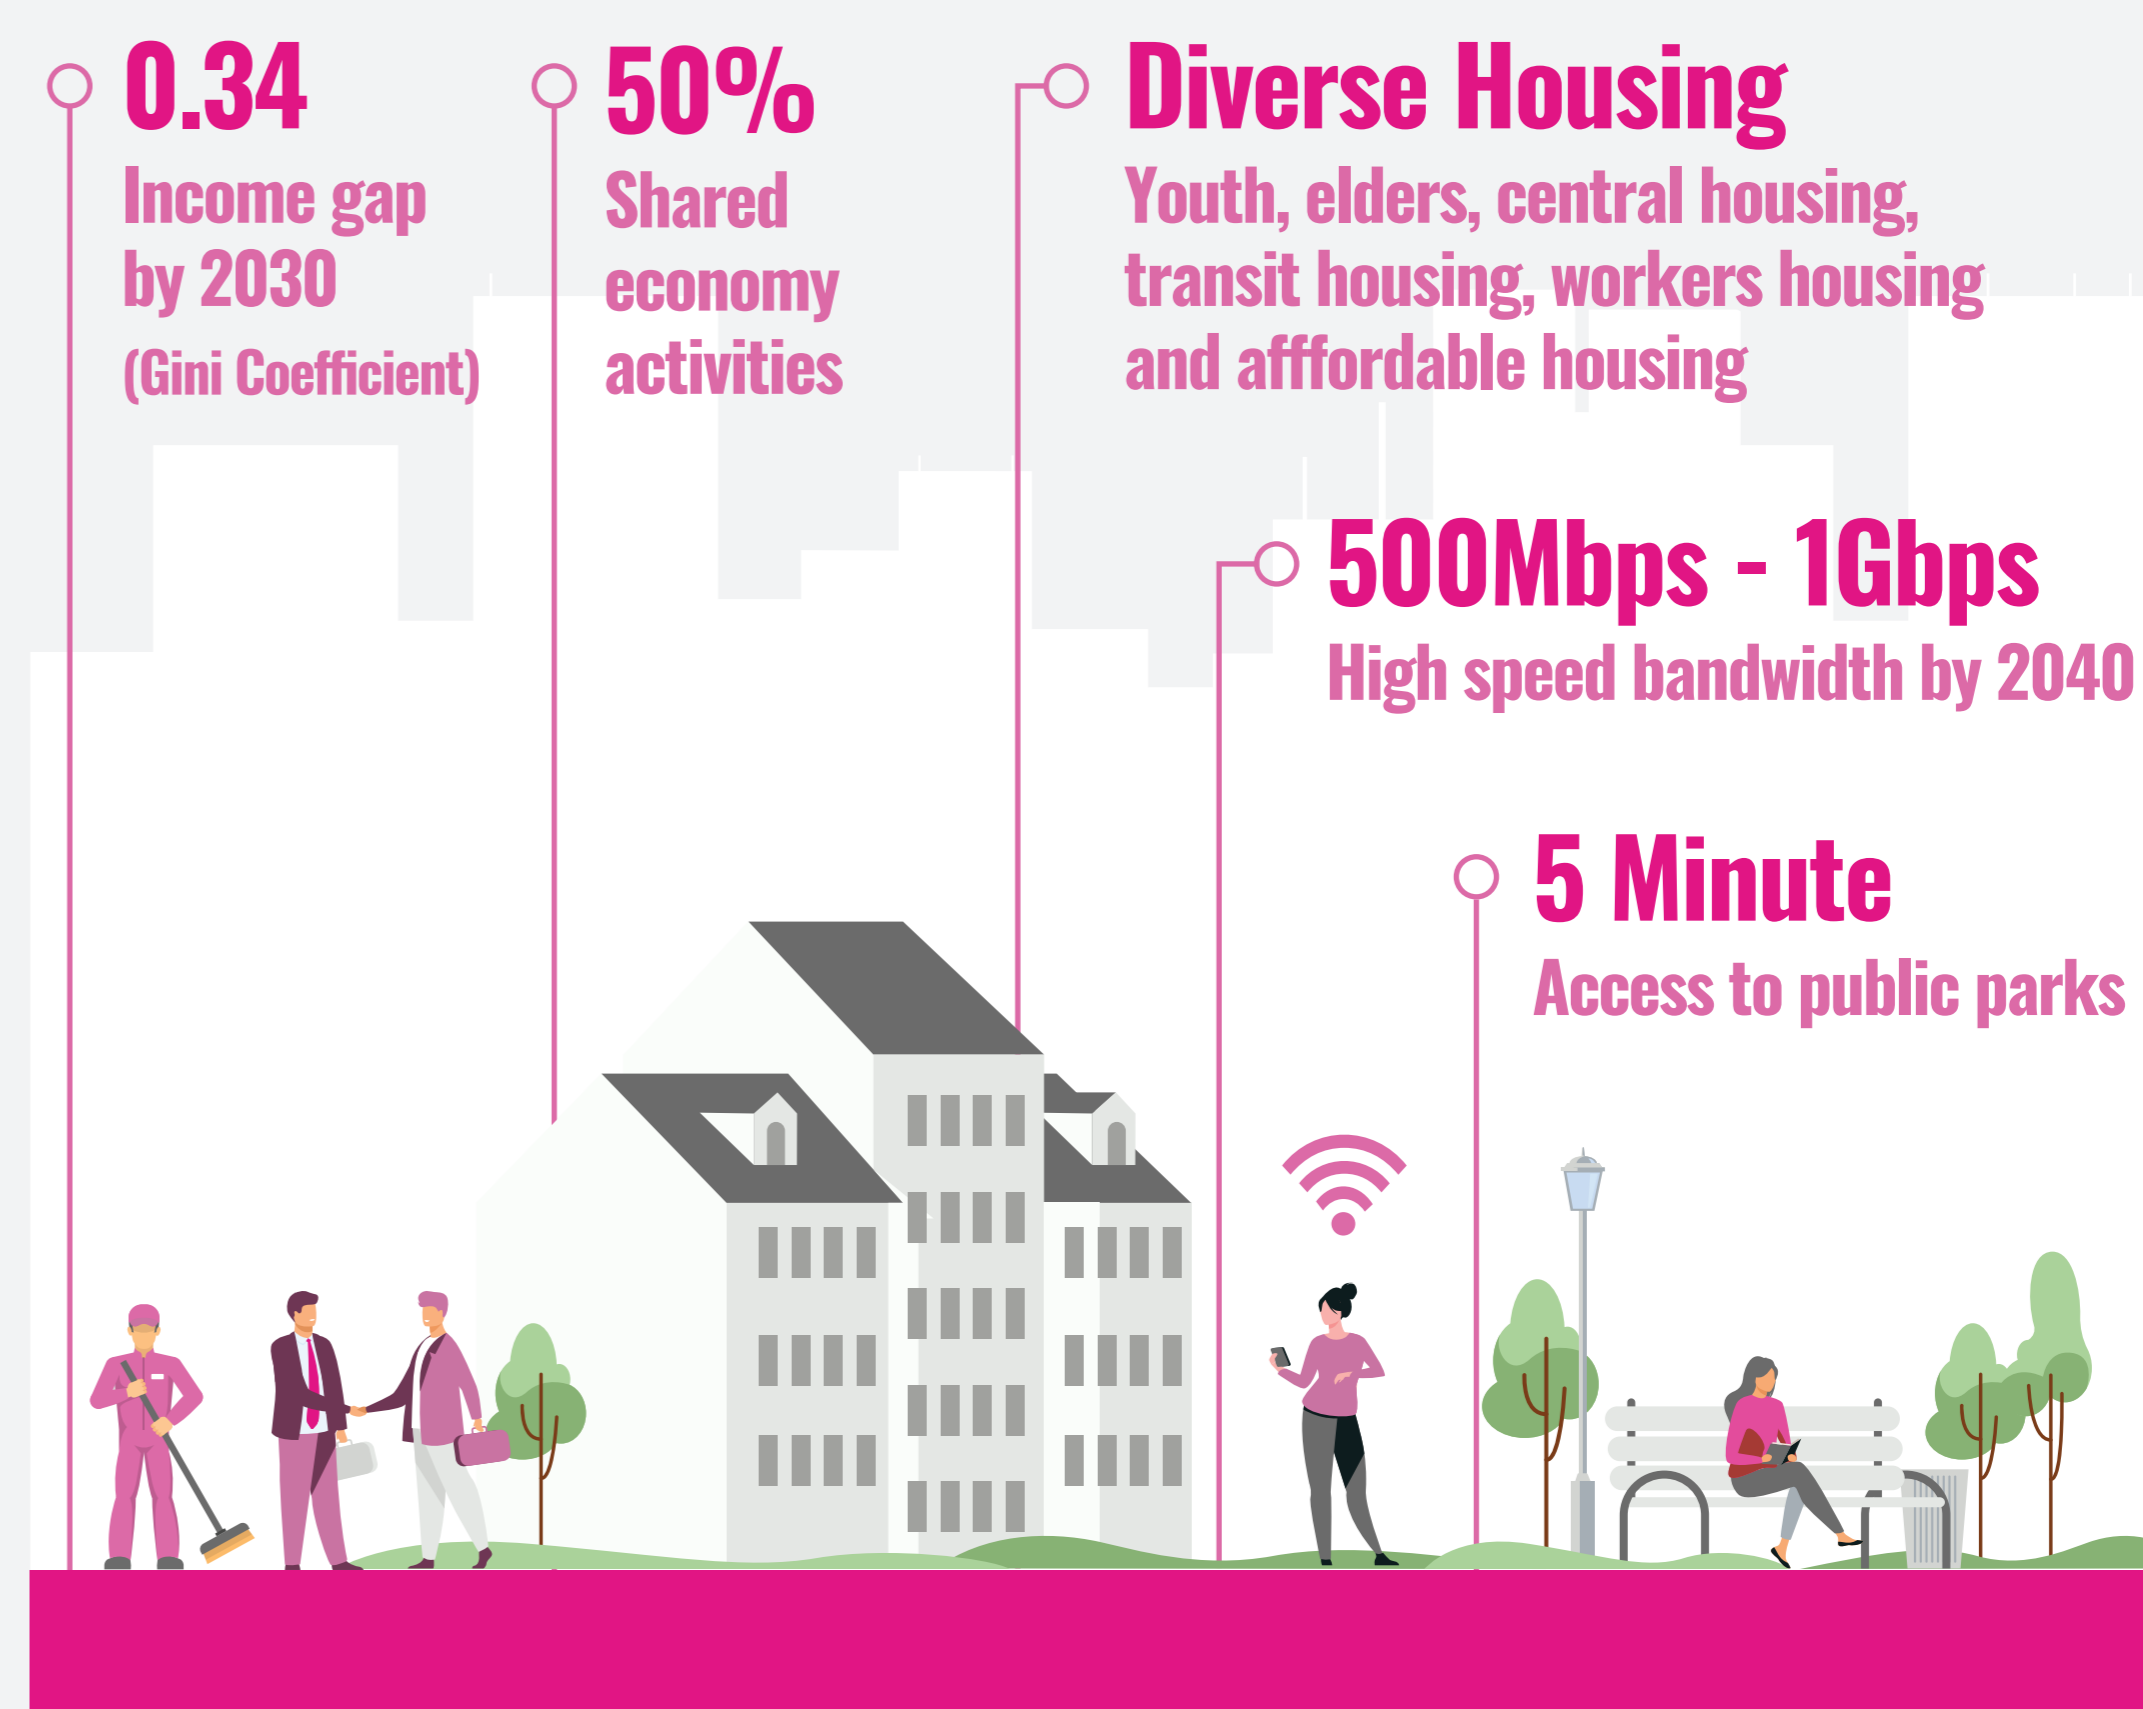 0.34
Income gap
by 2030
(Gini Coefficient)
50%
Shared
economy
activities
Diverse Housing
Youth, elders, central housing,
transit housing, workers housing
and afffordable housing
500Mbps - 1Gbps
High speed bandwidth by 2040
5 Minute
Access to public parks